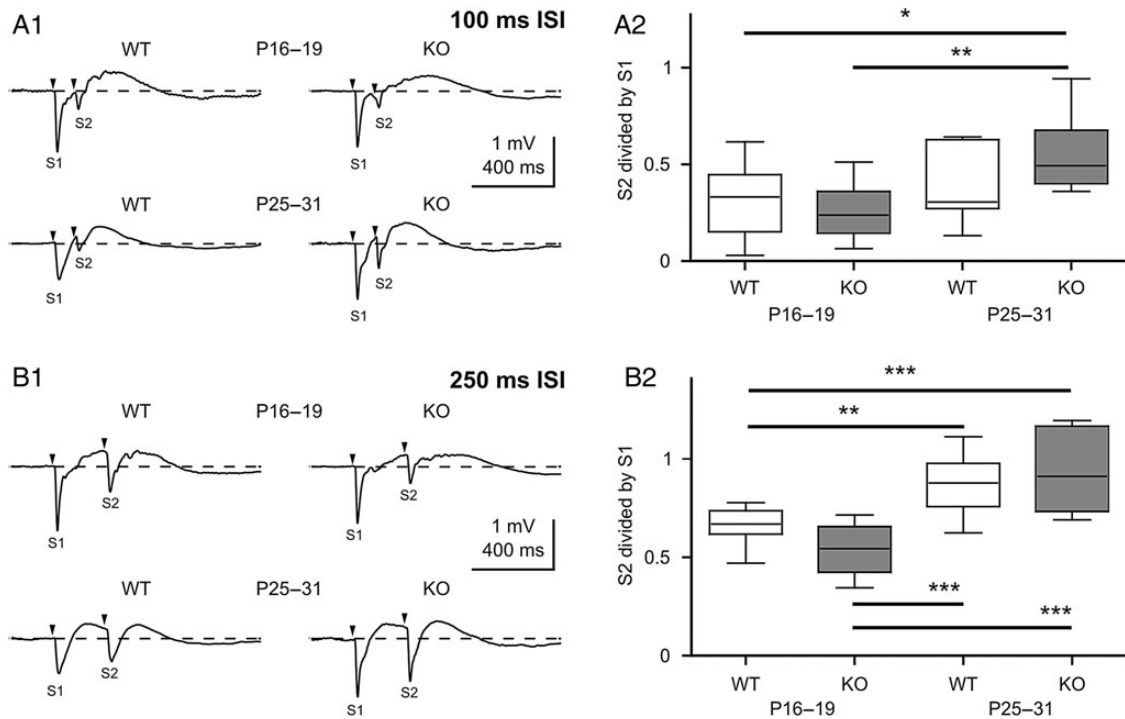 A1
100 ms ISI
WT P16–19 KO
S1 S2 S1 S2
1 mV
400 ms
WT P25–31 KO
S1 S2 S1 S2
A2
S2 divided by S1
1
0.5
0
*
**
WT KO WT KO
P16–19 P25–31
B1
250 ms ISI
WT P16–19 KO
S1 S2 S1 S2
1 mV
400 ms
WT P25–31 KO
S1 S2 S1 S2
B2
S2 divided by S1
1
0.5
0
***
**
***
***
WT KO WT KO
P16–19 P25–31